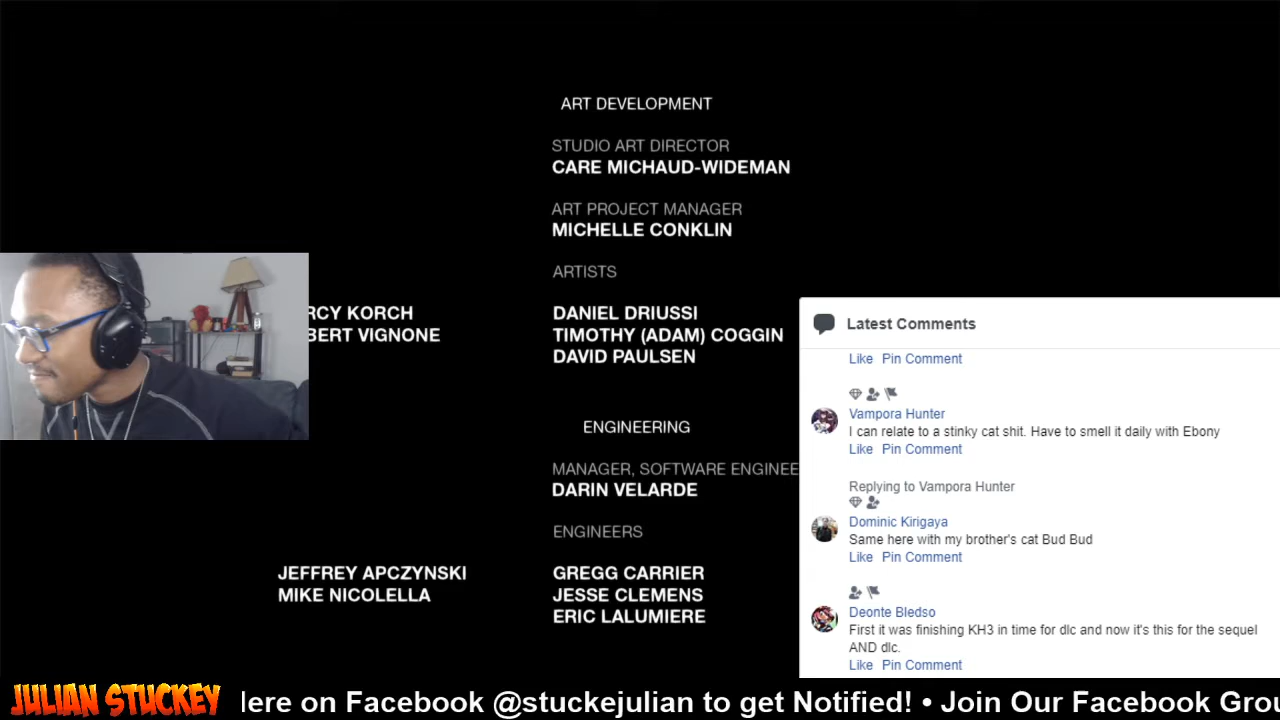 ART DEVELOPMENT
STUDIO ART DIRECTOR
CARE MICHAUD-WIDEMAN
ART PROJECT MANAGER
MICHELLE CONKLIN
ARTISTS
RCY KORCH DANIEL DRIUSSI
BERT VIGNONE TIMOTHY (ADAM) COGGIN
DAVID PAULSEN
ENGINEERING
MANAGER, SOFTWARE ENGINEE
DARIN VELARDE
ENGINEERS
JEFFREY APCZYNSKI GREGG CARRIER
MIKE NICOLELLA JESSE CLEMENS
ERIC LALUMIERE
Latest Comments
Like Pin Comment
Vampora Hunter
I can relate to a stinky cat shit. Have to smell it daily with Ebony
Like Pin Comment
Replying to Vampora Hunter
Dominic Kirigaya
Same here with my brother's cat Bud Bud
Like Pin Comment
Deonte Bledso
First it was finishing KH3 in time for dlc and now it's this for the sequel
AND dlc.
Like Pin Comment
JULIAN STUCKEY
ere on Facebook @stuckejulian to get Notified! • Join Our Facebook Grou